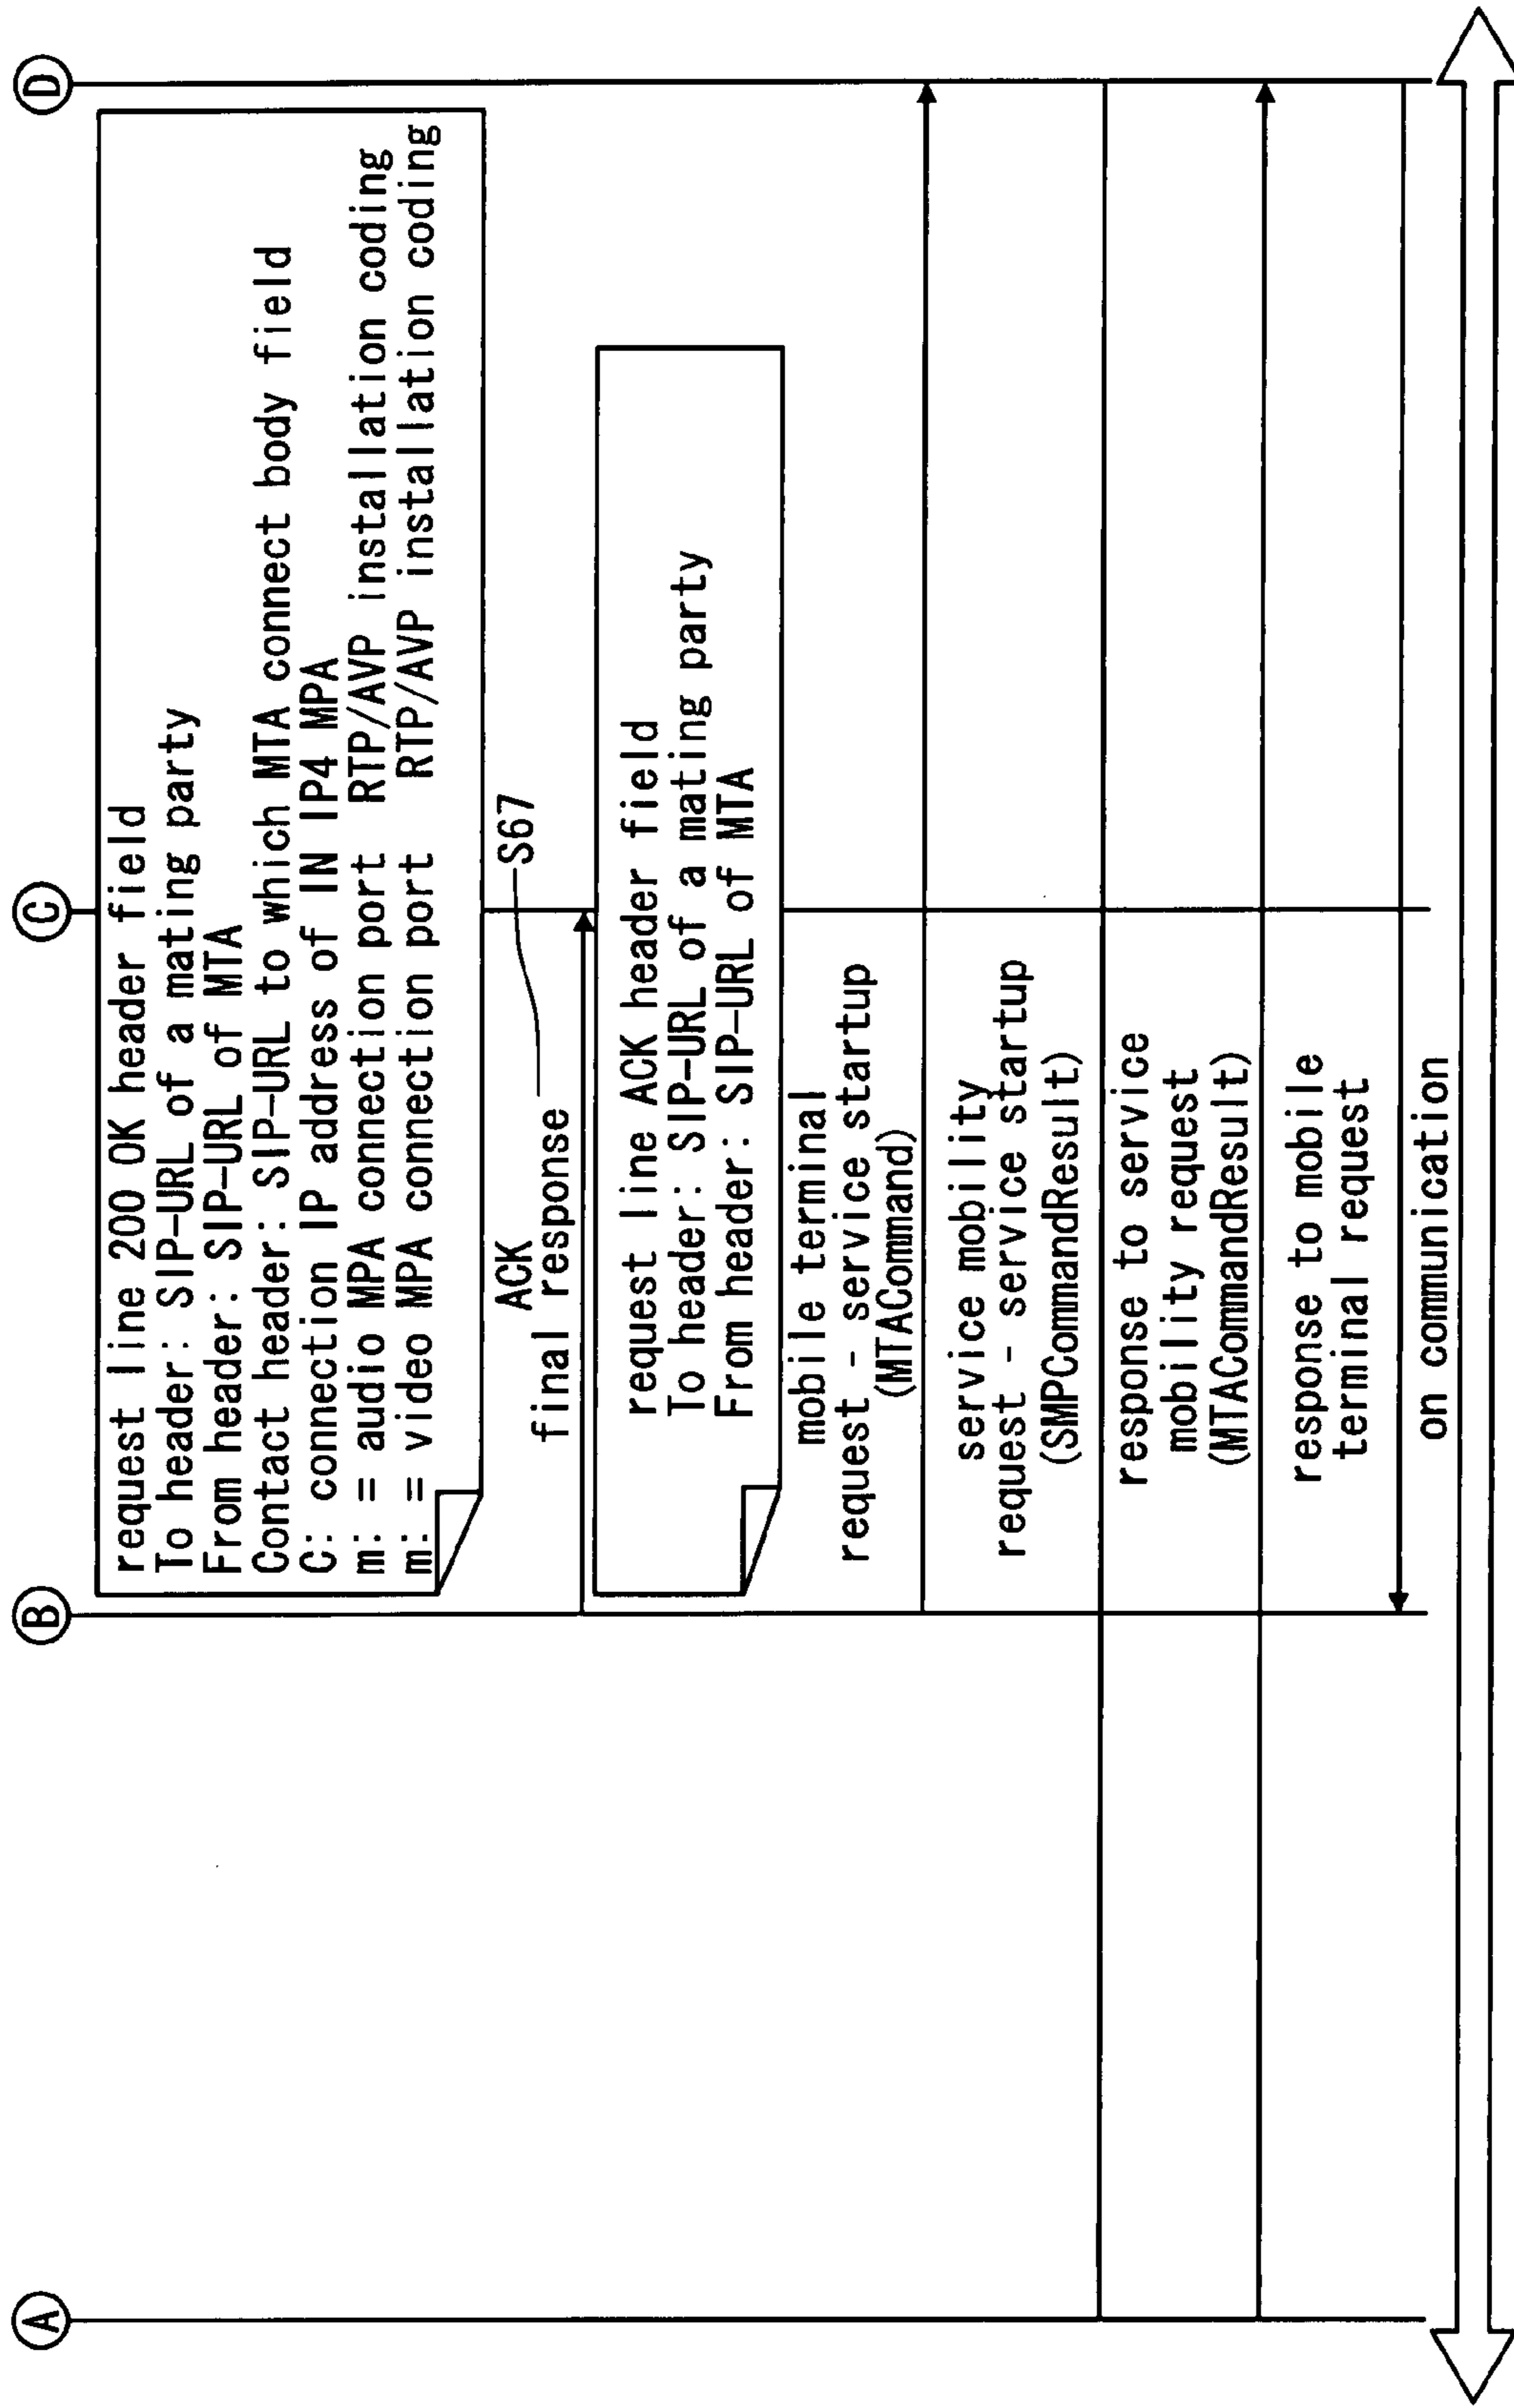 A
B
C
D
request line 200 OK header field
To header: SIP-URL of a mating party
From header: SIP-URL of MTA
Contact header: SIP-URL to which MTA connect body field
C: connection IP address of IN IP4 MPA
m: = audio MPA connection port RTP/AVP installation coding
m: = video MPA connection port RTP/AVP installation coding
ACK
final response
S67
request line ACK header field
To header: SIP-URL of a mating party
From header: SIP-URL of MTA
mobile terminal
request - service startup
(MTACommand)
service mobility
request - service startup
(SMPCommandResult)
response to service
mobility request
(MTACommandResult)
response to mobile
terminal request
on communication